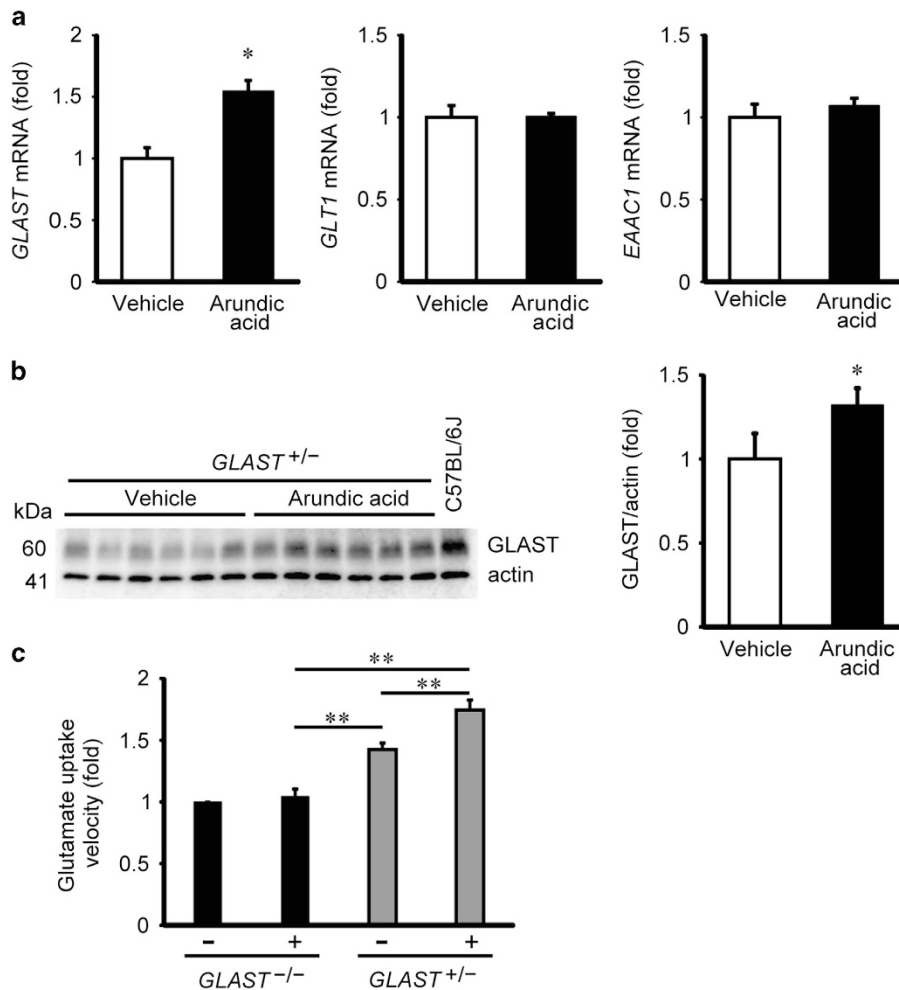 a
GLAST mRNA (fold)
2
1.5
1
0.5
0
*
Vehicle
Arundic
acid
GLT1 mRNA (fold)
1.5
1
0.5
0
Vehicle
Arundic
acid
EAAC1 mRNA (fold)
1.5
1
0.5
0
Vehicle
Arundic
acid
b
GLAST+/−
C57BL/6J
Vehicle
Arundic acid
kDa
60
GLAST
41
actin
GLAST/actin (fold)
1.5
1
0.5
0
*
Vehicle
Arundic
acid
c
Glutamate uptake
velocity (fold)
2
1.5
1
0.5
0
**
**
**
− + − +
GLAST−/− GLAST+/−